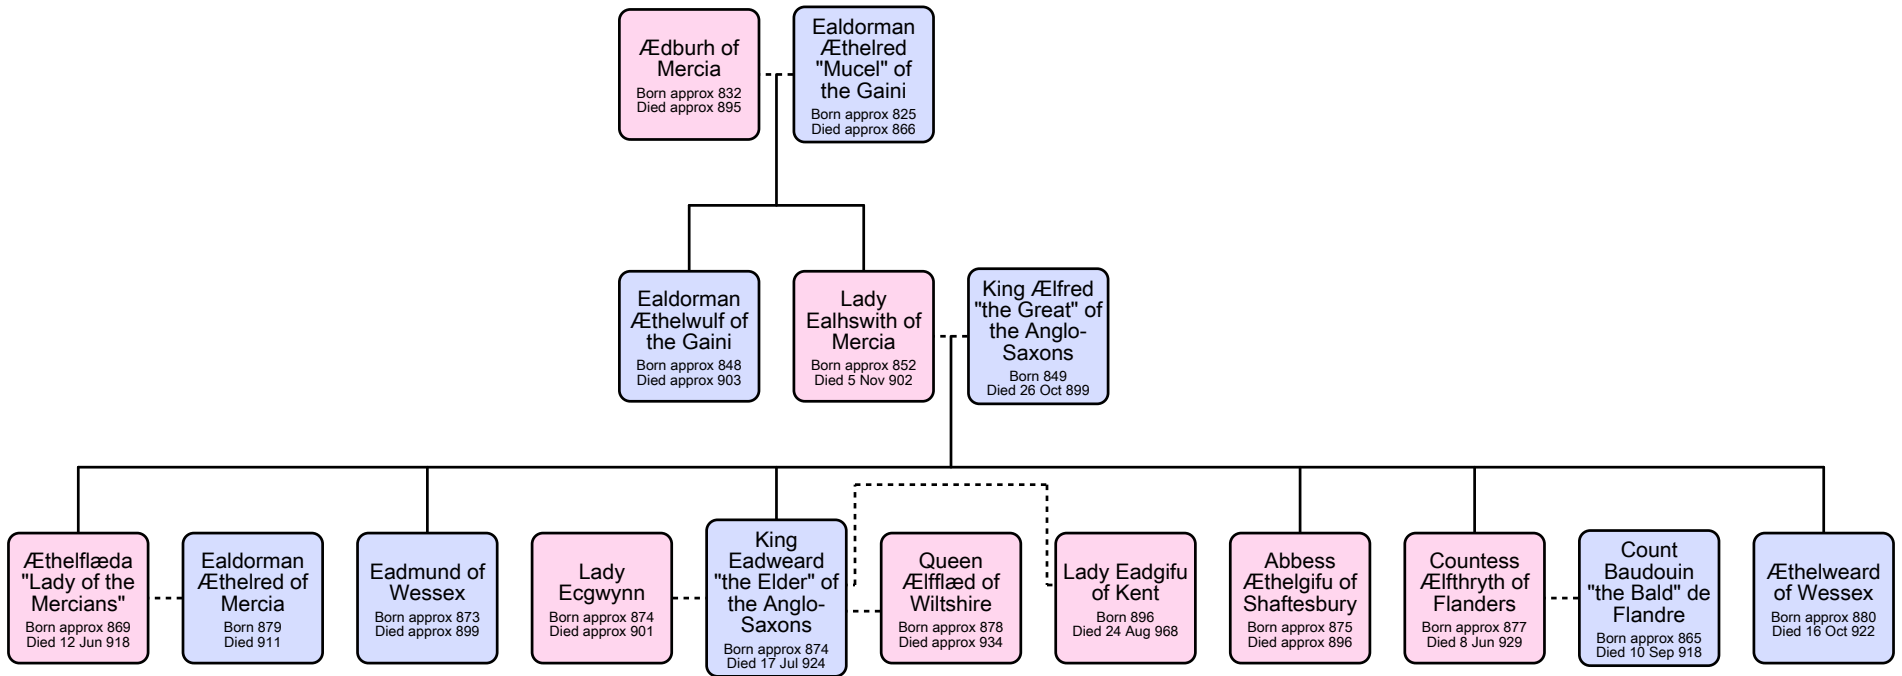 Ædburh of
Mercia
Born approx 832
Died approx 895
Ealdorman
Æthelred
"Mucel" of
the Gaini
Born approx 825
Died approx 866
Ealdorman
Æthelwulf of
the Gaini
Born approx 848
Died approx 903
Lady
Ealhswith of
Mercia
Born approx 852
Died 5 Nov 902
King Ælfred
"the Great" of
the Anglo-
Saxons
Born 849
Died 26 Oct 899
Æthelflæda
"Lady of the
Mercians"
Born approx 869
Died 12 Jun 918
Ealdorman
Æthelred of
Mercia
Born 879
Died 911
Eadmund of
Wessex
Born approx 873
Died approx 899
Lady
Ecgwynn
Born approx 874
Died approx 901
King
Eadweard
"the Elder" of
the Anglo-
Saxons
Born approx 874
Died 17 Jul 924
Queen
Ælfflæd of
Wiltshire
Born approx 878
Died approx 934
Lady Eadgifu
of Kent
Born 896
Died 24 Aug 968
Abbess
Æthelgifu of
Shaftesbury
Born approx 875
Died approx 896
Countess
Ælfthryth of
Flanders
Born approx 877
Died 8 Jun 929
Count
Baudouin
"the Bald" de
Flandre
Born approx 865
Died 10 Sep 918
Æthelweard
of Wessex
Born approx 880
Died 16 Oct 922